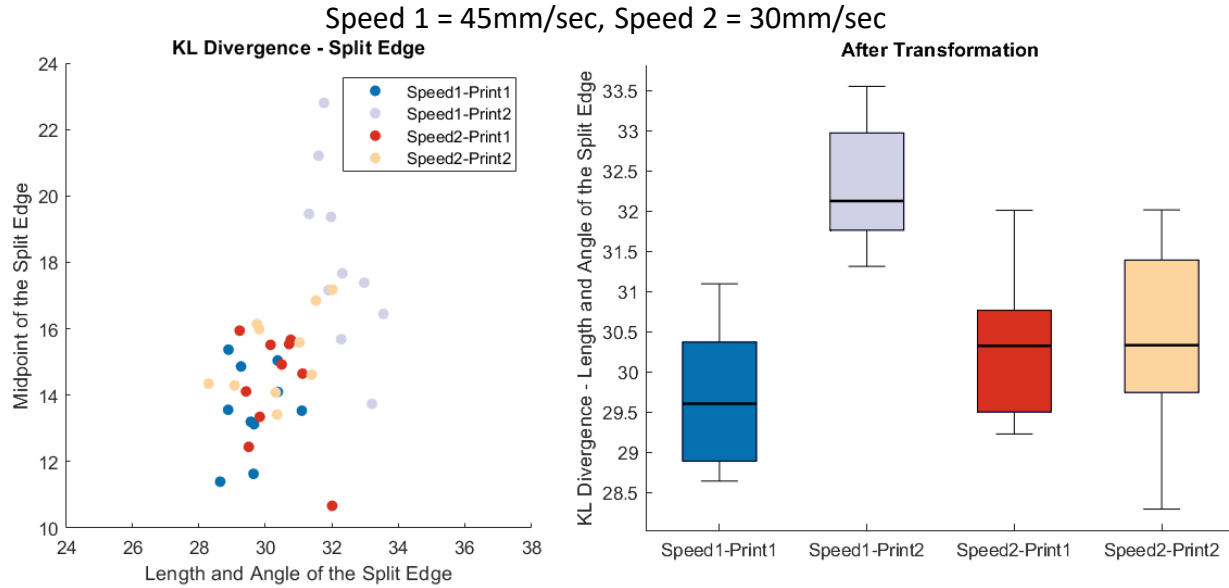 Speed 1 = 45mm/sec, Speed 2 = 30mm/sec
KL Divergence - Split Edge
24
22
20
18
16
14
12
10
Midpoint of the Split Edge
24
26
28
30
32
34
36
38
Length and Angle of the Split Edge
Speed1-Print1
Speed1-Print2
Speed2-Print1
Speed2-Print2
After Transformation
33.5
33
32.5
32
31.5
31
30.5
30
29.5
29
28.5
KL Divergence - Length and Angle of the Split Edge
Speed1-Print1
Speed1-Print2
Speed2-Print1
Speed2-Print2